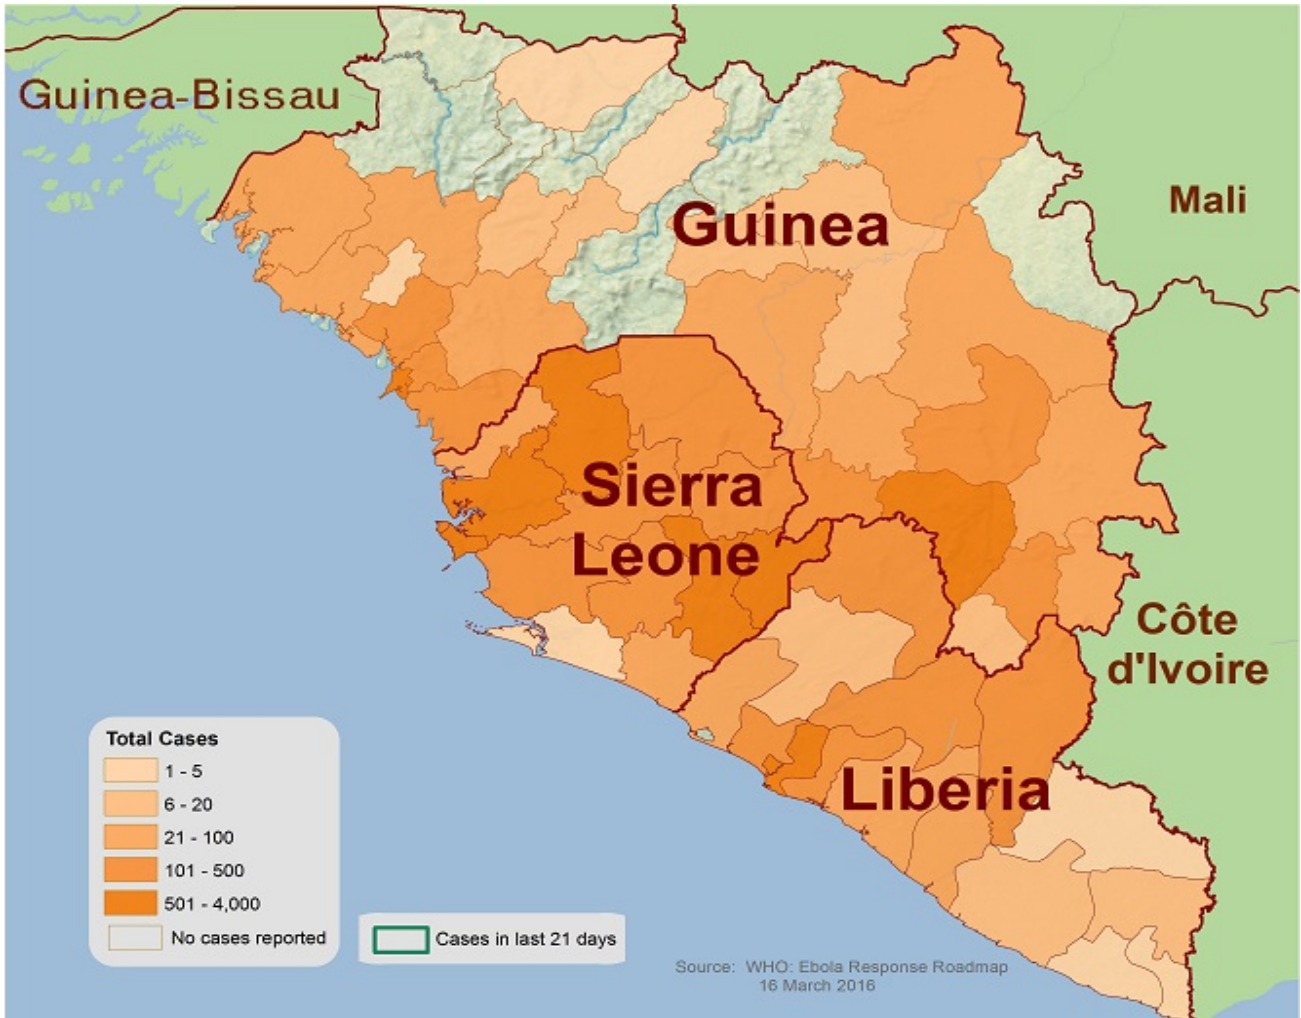 Guinea-Bissau
Mali
Guinea
Sierra
Leone
Côte
d'Ivoire
Liberia
Total Cases
1 - 5
6 - 20
21 - 100
101 - 500
501 - 4,000
No cases reported
Cases in last 21 days
Source: WHO: Ebola Response Roadmap
16 March 2016